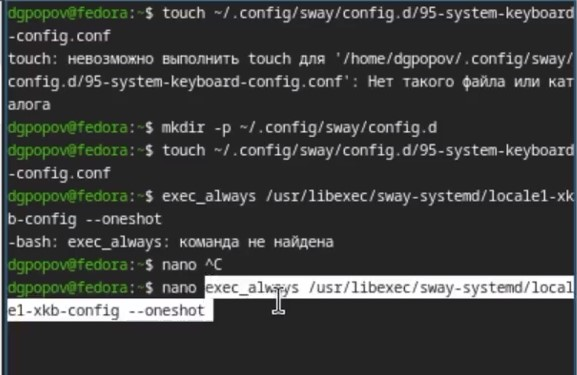 dgpopov@fedora:~$ touch ~/.config/sway/config.d/95-system-keyboard
-config.conf
touch: невозможно выполнить touch для '/home/dgpopov/.config/sway/
config.d/95-system-keyboard-config.conf': Нет такого файла или кат
алога
dgpopov@fedora:~$ mkdir -p ~/.config/sway/config.d
dgpopov@fedora:~$ touch ~/.config/sway/config.d/95-system-keyboard
-config.conf
dgpopov@fedora:~$ exec_always /usr/libexec/sway-systemd/locale1-xk
b-config --oneshot
-bash: exec_always: команда не найдена
dgpopov@fedora:~$ nano ^C
dgpopov@fedora:~$ nano exec_always /usr/libexec/sway-systemd/local
e1-xkb-config --oneshot